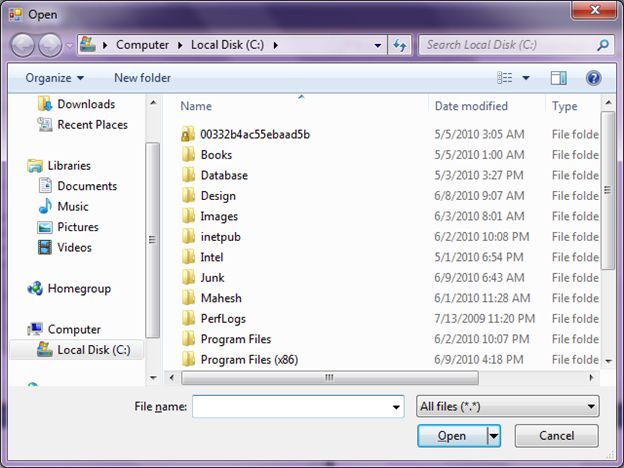 Open
Computer Local Disk (C:) Search Local Disk (C:)
Organize New folder
Downloads
Recent Places
Libraries
Documents
Music
Pictures
Videos
Homegroup
Computer
Local Disk (C:)
Name Date modified Type
00332b4ac55ebaad5b 5/5/2010 3:05 AM File folde
Books 5/5/2010 1:00 AM File folde
Database 5/3/2010 3:27 PM File folde
Design 6/8/2010 9:07 AM File folde
Images 6/3/2010 8:01 AM File folde
inetpub 6/2/2010 10:08 PM File folde
Intel 5/1/2010 6:54 PM File folde
Junk 6/9/2010 6:43 AM File folde
Mahesh 6/1/2010 11:28 AM File folde
PerfLogs 7/13/2009 11:20 PM File folde
Program Files 6/2/2010 10:07 PM File folde
Program Files (x86) 6/9/2010 4:18 PM File folde
File name: All files (*.*)
Open Cancel